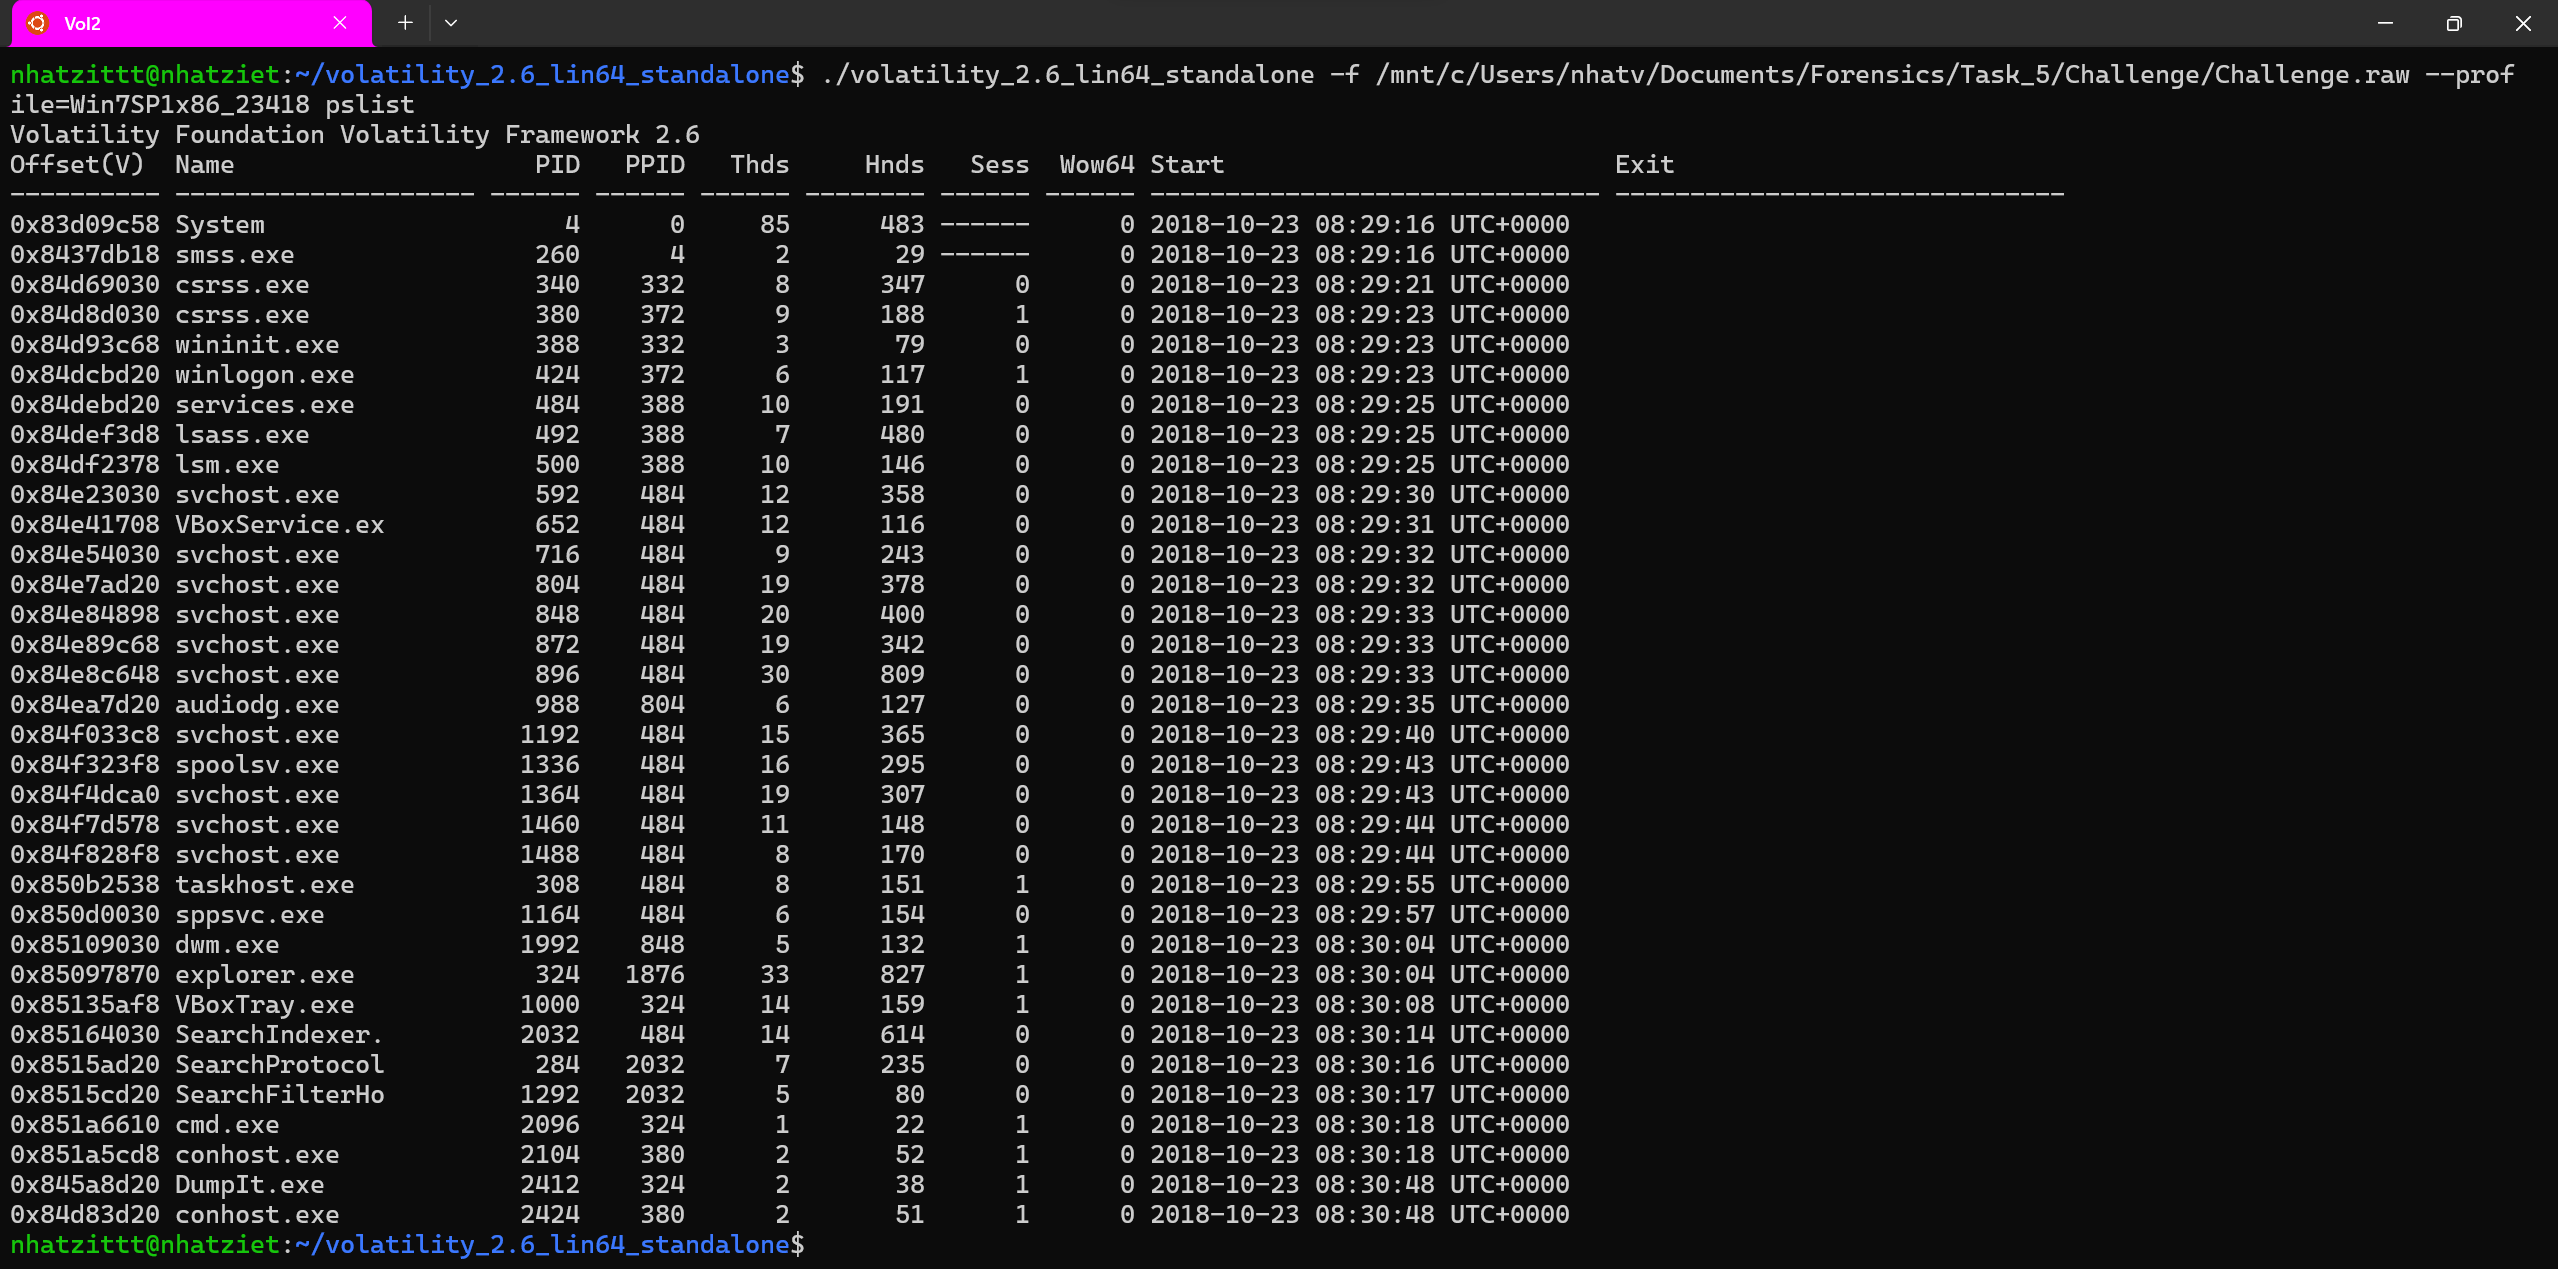 Vol2
nhatzittt@nhatziet:~/volatility_2.6_lin64_standalone$ ./volatility_2.6_lin64_standalone -f /mnt/c/Users/nhatv/Documents/Forensics/Task_5/Challenge/Challenge.raw --prof
ile=Win7SP1x86_23418 pslist
Volatility Foundation Volatility Framework 2.6
Offset(V)  Name                    PID   PPID   Thds     Hnds   Sess  Wow64 Start                          Exit
---------- -------------------- ------ ------ ------ -------- ------ ------ ------------------------------ ------------------------------
0x83d09c58 System                    4      0     85      483 ------      0 2018-10-23 08:29:16 UTC+0000
0x8437db18 smss.exe                260      4      2       29 ------      0 2018-10-23 08:29:16 UTC+0000
0x84d69030 csrss.exe               340    332      8      347      0      0 2018-10-23 08:29:21 UTC+0000
0x84d8d030 csrss.exe               380    372      9      188      1      0 2018-10-23 08:29:23 UTC+0000
0x84d93c68 wininit.exe             388    332      3       79      0      0 2018-10-23 08:29:23 UTC+0000
0x84dcbd20 winlogon.exe            424    372      6      117      1      0 2018-10-23 08:29:23 UTC+0000
0x84debd20 services.exe            484    388     10      191      0      0 2018-10-23 08:29:25 UTC+0000
0x84def3d8 lsass.exe               492    388      7      480      0      0 2018-10-23 08:29:25 UTC+0000
0x84df2378 lsm.exe                 500    388     10      146      0      0 2018-10-23 08:29:25 UTC+0000
0x84e23030 svchost.exe             592    484     12      358      0      0 2018-10-23 08:29:30 UTC+0000
0x84e41708 VBoxService.ex          652    484     12      116      0      0 2018-10-23 08:29:31 UTC+0000
0x84e54030 svchost.exe             716    484      9      243      0      0 2018-10-23 08:29:32 UTC+0000
0x84e7ad20 svchost.exe             804    484     19      378      0      0 2018-10-23 08:29:32 UTC+0000
0x84e84898 svchost.exe             848    484     20      400      0      0 2018-10-23 08:29:33 UTC+0000
0x84e89c68 svchost.exe             872    484     19      342      0      0 2018-10-23 08:29:33 UTC+0000
0x84e8c648 svchost.exe             896    484     30      809      0      0 2018-10-23 08:29:33 UTC+0000
0x84ea7d20 audiodg.exe             988    804      6      127      0      0 2018-10-23 08:29:35 UTC+0000
0x84f033c8 svchost.exe            1192    484     15      365      0      0 2018-10-23 08:29:40 UTC+0000
0x84f323f8 spoolsv.exe            1336    484     16      295      0      0 2018-10-23 08:29:43 UTC+0000
0x84f4dca0 svchost.exe            1364    484     19      307      0      0 2018-10-23 08:29:43 UTC+0000
0x84f7d578 svchost.exe            1460    484     11      148      0      0 2018-10-23 08:29:44 UTC+0000
0x84f828f8 svchost.exe            1488    484      8      170      0      0 2018-10-23 08:29:44 UTC+0000
0x850b2538 taskhost.exe            308    484      8      151      1      0 2018-10-23 08:29:55 UTC+0000
0x850d0030 sppsvc.exe             1164    484      6      154      0      0 2018-10-23 08:29:57 UTC+0000
0x85109030 dwm.exe                1992    848      5      132      1      0 2018-10-23 08:30:04 UTC+0000
0x85097870 explorer.exe            324   1876     33      827      1      0 2018-10-23 08:30:04 UTC+0000
0x85135af8 VBoxTray.exe           1000    324     14      159      1      0 2018-10-23 08:30:08 UTC+0000
0x85164030 SearchIndexer.         2032    484     14      614      0      0 2018-10-23 08:30:14 UTC+0000
0x8515ad20 SearchProtocol          284   2032      7      235      0      0 2018-10-23 08:30:16 UTC+0000
0x8515cd20 SearchFilterHo         1292   2032      5       80      0      0 2018-10-23 08:30:17 UTC+0000
0x851a6610 cmd.exe                2096    324      1       22      1      0 2018-10-23 08:30:18 UTC+0000
0x851a5cd8 conhost.exe            2104    380      2       52      1      0 2018-10-23 08:30:18 UTC+0000
0x845a8d20 DumpIt.exe             2412    324      2       38      1      0 2018-10-23 08:30:48 UTC+0000
0x84d83d20 conhost.exe            2424    380      2       51      1      0 2018-10-23 08:30:48 UTC+0000
nhatzittt@nhatziet:~/volatility_2.6_lin64_standalone$